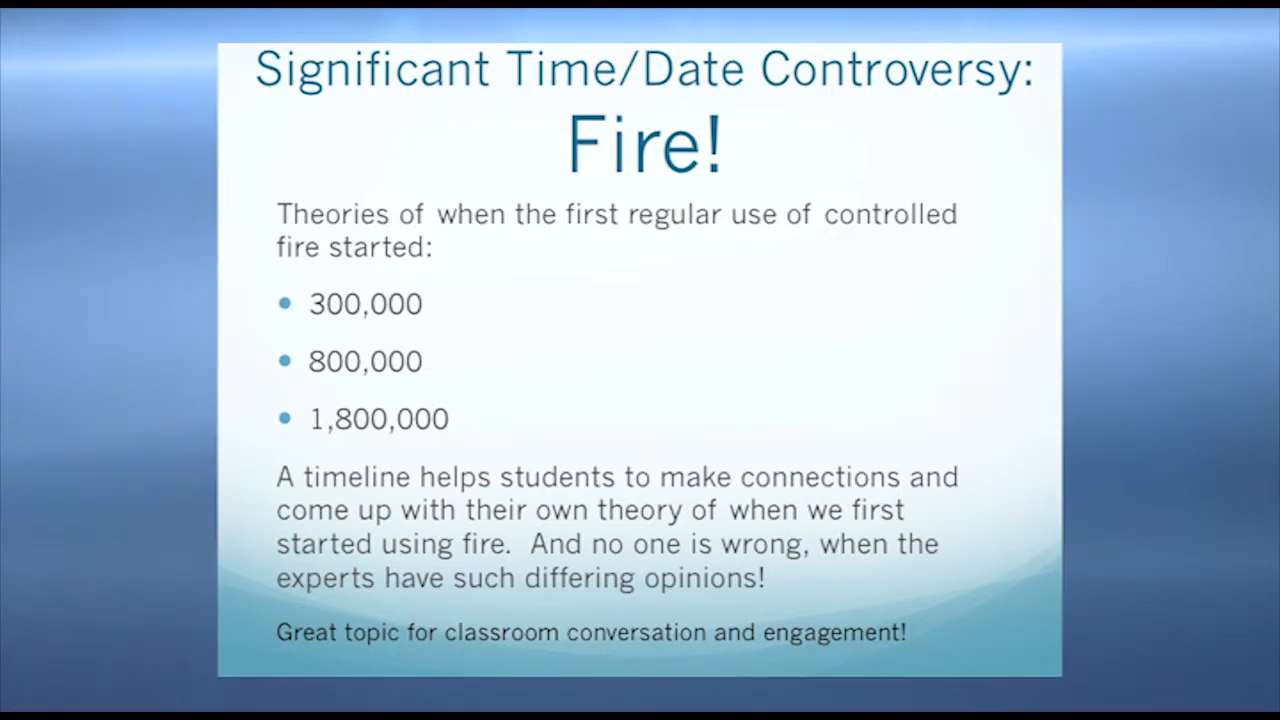 Significant Time/Date Controversy:
Fire!
Theories of when the first regular use of controlled
fire started:
• 300,000
• 800,000
• 1,800,000
A timeline helps students to make connections and
come up with their own theory of when we first
started using fire.  And no one is wrong, when the
experts have such differing opinions!
Great topic for classroom conversation and engagement!